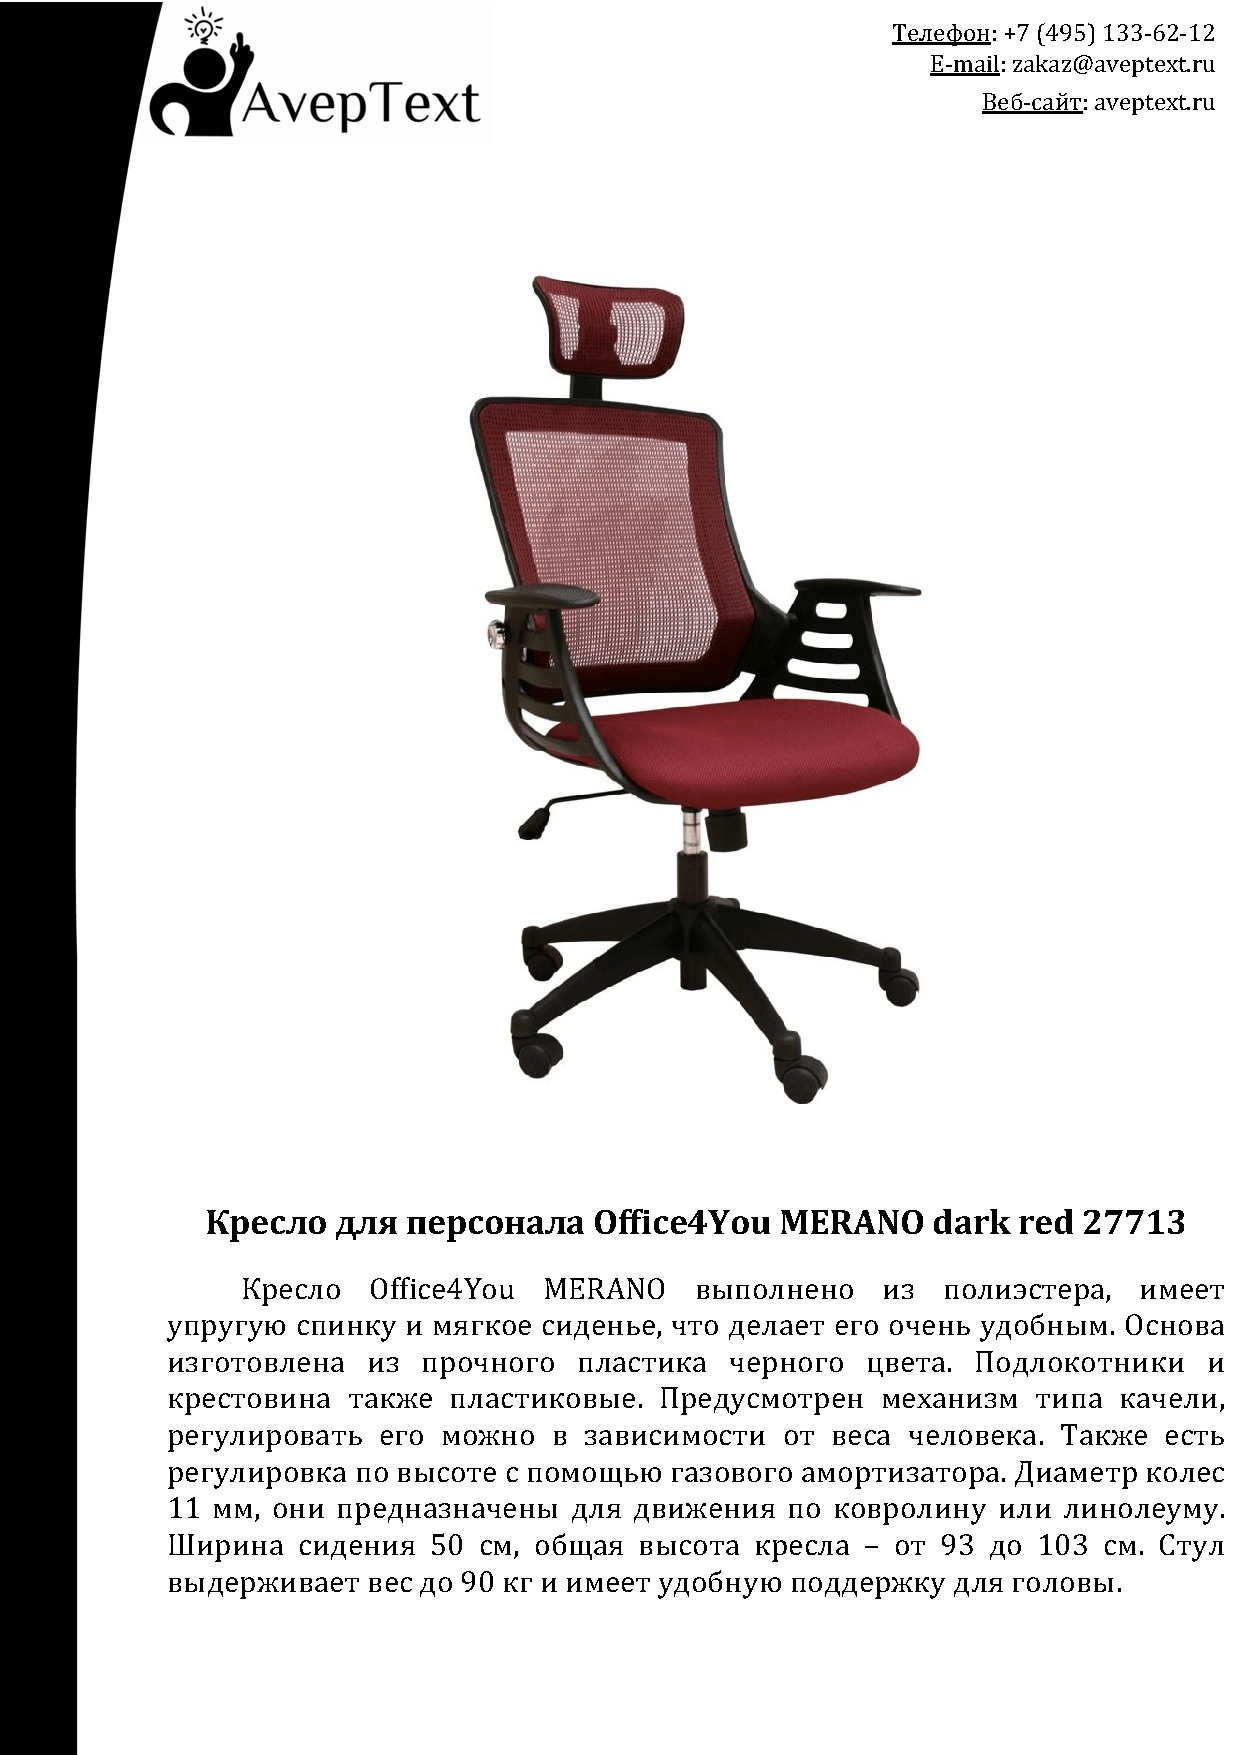 AvepText
Телефон: +7 (495) 133-62-12
E-mail: zakaz@aveptext.ru
Веб-сайт: aveptext.ru
Кресло для персонала Office4You MERANO dark red 27713
Кресло Office4You MERANO выполнено из полиэстера, имеет
упругую спинку и мягкое сиденье, что делает его очень удобным. Основа
изготовлена из прочного пластика черного цвета. Подлокотники и
крестовина также пластиковые. Предусмотрен механизм типа качели,
регулировать его можно в зависимости от веса человека. Также есть
регулировка по высоте с помощью газового амортизатора. Диаметр колес
11 мм, они предназначены для движения по ковролину или линолеуму.
Ширина сидения 50 см, общая высота кресла – от 93 до 103 см. Стул
выдерживает вес до 90 кг и имеет удобную поддержку для головы.